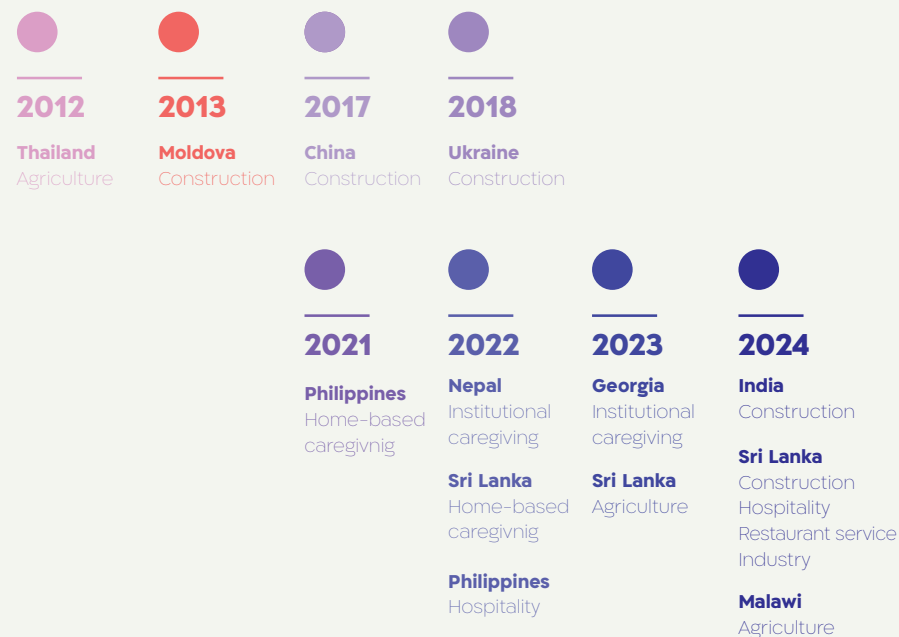 2012
Thailand
Agriculture
2013
Moldova
Construction
2017
China
Construction
2018
Ukraine
Construction
2021
Philippines
Home-based
caregivnig
2022
Nepal
Institutional
caregiving
Sri Lanka
Home-based
caregivnig
Philippines
Hospitality
2023
Georgia
Institutional
caregiving
Sri Lanka
Agriculture
2024
India
Construction
Sri Lanka
Construction
Hospitality
Restaurant service
Industry
Malawi
Agriculture